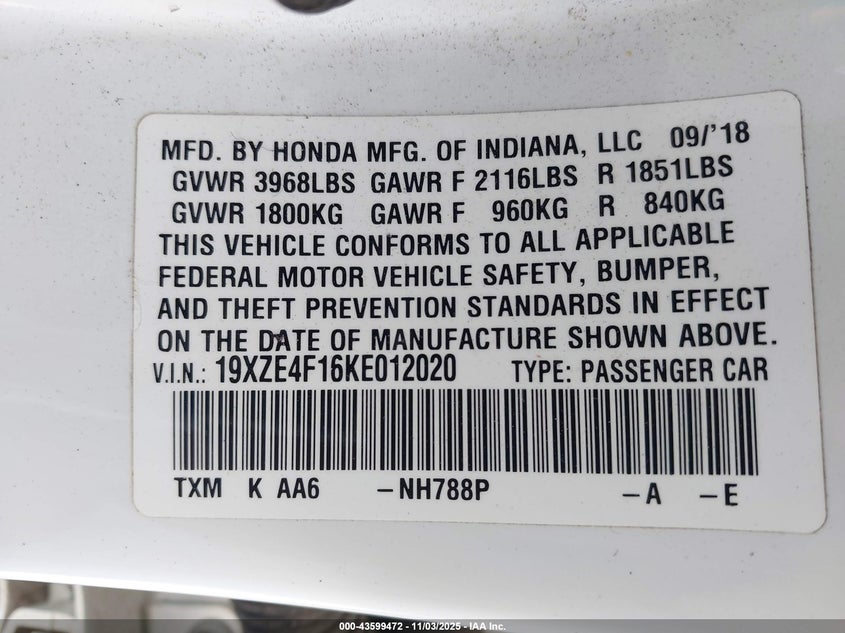 MFD. BY HONDA MFG. OF INDIANA, LLC 09/'18
GVWR 3968LBS GAWR F 2116LBS R 1851LBS
GVWR 1800KG GAWR F 960KG R 840KG
THIS VEHICLE CONFORMS TO ALL APPLICABLE
FEDERAL MOTOR VEHICLE SAFETY, BUMPER,
AND THEFT PREVENTION STANDARDS IN EFFECT
ON THE DATE OF MANUFACTURE SHOWN ABOVE.
V.I.N.: 19XZE4F16KE012020 TYPE: PASSENGER CAR
TXM K AA6 -NH788P -A -E
000-43599472 - 11/03/2025 - IAA Inc.